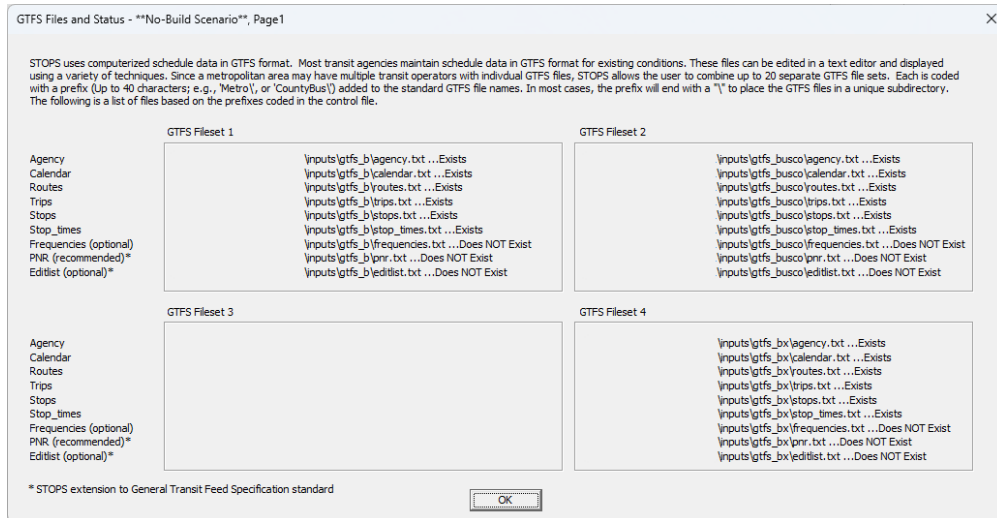 GTFS Files and Status - **No-Build Scenario**, Page1
STOPS uses computerized schedule data in GTFS format. Most transit agencies maintain schedule data in GTFS format for existing conditions. These files can be edited in a text editor and displayed
using a variety of techniques. Since a metropolitan area may have multiple transit operators with indivdual GTFS files, STOPS allows the user to combine up to 20 separate GTFS file sets. Each is coded
with a prefix (Up to 40 characters; e.g., 'Metro\', or 'CountyBus\') added to the standard GTFS file names. In most cases, the prefix will end with a "\" to place the GTFS files in a unique subdirectory.
The following is a list of files based on the prefixes coded in the control file.
GTFS Fileset 1
GTFS Fileset 2
Agency \inputs\gtfs_b\agency.txt ...Exists \inputs\gtfs_busco\agency.txt ...Exists
Calendar \inputs\gtfs_b\calendar.txt ...Exists \inputs\gtfs_busco\calendar.txt ...Exists
Routes \inputs\gtfs_b\routes.txt ...Exists \inputs\gtfs_busco\routes.txt ...Exists
Trips \inputs\gtfs_b\trips.txt ...Exists \inputs\gtfs_busco\trips.txt ...Exists
Stops \inputs\gtfs_b\stops.txt ...Exists \inputs\gtfs_busco\stops.txt ...Exists
Stop_times \inputs\gtfs_b\stop_times.txt ...Exists \inputs\gtfs_busco\stop_times.txt ...Exists
Frequencies (optional) \inputs\gtfs_b\frequencies.txt ...Does NOT Exist \inputs\gtfs_busco\frequencies.txt ...Does NOT Exist
PNR (recommended)* \inputs\gtfs_b\pnr.txt ...Does NOT Exist \inputs\gtfs_busco\pnr.txt ...Does NOT Exist
Editlist (optional)* \inputs\gtfs_b\editlist.txt ...Does NOT Exist \inputs\gtfs_busco\editlist.txt ...Does NOT Exist
GTFS Fileset 3
GTFS Fileset 4
Agency \inputs\gtfs_bx\agency.txt ...Exists
Calendar \inputs\gtfs_bx\calendar.txt ...Exists
Routes \inputs\gtfs_bx\routes.txt ...Exists
Trips \inputs\gtfs_bx\trips.txt ...Exists
Stops \inputs\gtfs_bx\stops.txt ...Exists
Stop_times \inputs\gtfs_bx\stop_times.txt ...Exists
Frequencies (optional) \inputs\gtfs_bx\frequencies.txt ...Does NOT Exist
PNR (recommended)* \inputs\gtfs_bx\pnr.txt ...Does NOT Exist
Editlist (optional)* \inputs\gtfs_bx\editlist.txt ...Does NOT Exist
* STOPS extension to General Transit Feed Specification standard
OK